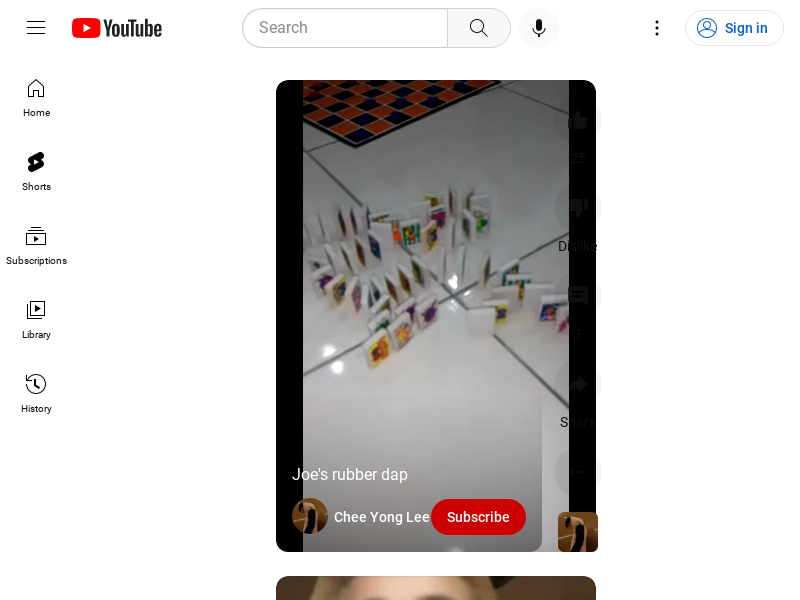 YouTube
Search
Sign in
Home
Shorts
Subscriptions
Library
History
25
Dislike
7
Share
Joe's rubber dap
Chee Yong Lee
Subscribe